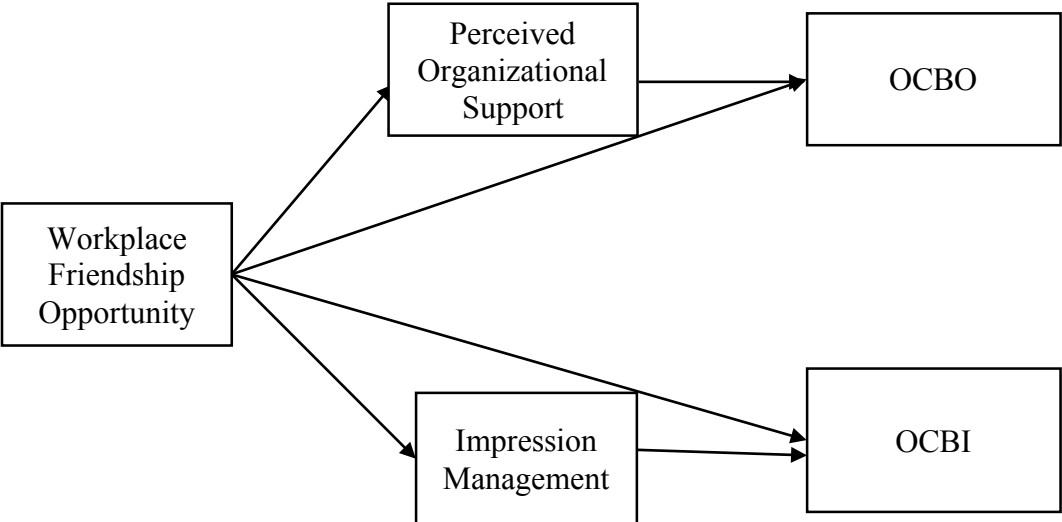 Perceived
Organizational
Support
OCBO
Workplace
Friendship
Opportunity
Impression
Management
OCBI